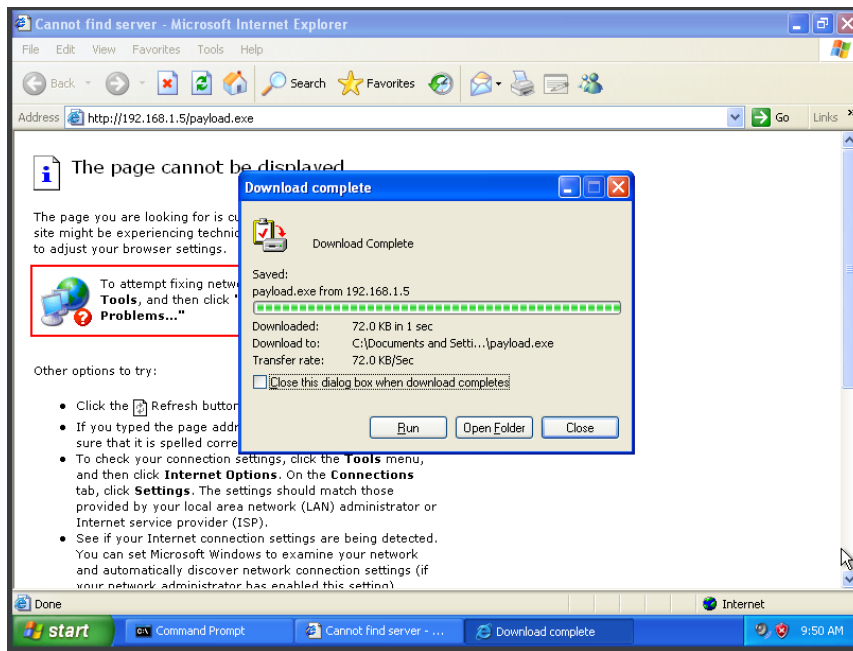 Cannot find server - Microsoft Internet Explorer
File Edit View Favorites Tools Help
Back Search Favorites
Address http://192.168.1.5/payload.exe Go Links »
The page cannot be displayed
The page you are looking for is
site might be experiencing
to adjust your browser settings.
To attempt fixing
Tools, and then click
Problems..."
Other options to try:
Click the Refresh
If you typed the page
sure that it is spelled
To check your connection settings, click the Tools menu,
and then click Internet Options. On the Connections
tab, click Settings. The settings should match those
provided by your local area network (LAN) administrator or
Internet service provider (ISP).
See if your Internet connection settings are being detected.
You can set Microsoft Windows to examine your network
and automatically discover network connection settings (if
your network administrator has enabled this setting).
Download complete
Download Complete
Saved:
payload.exe from 192.168.1.5
Downloaded: 72.0 KB in 1 sec
Download to: C:\Documents and Setti...\payload.exe
Transfer rate: 72.0 KB/Sec
Close this dialog box when download completes
Run Open Folder Close
Done Internet
start Command Prompt Cannot find server - ... Download complete 9:50 AM